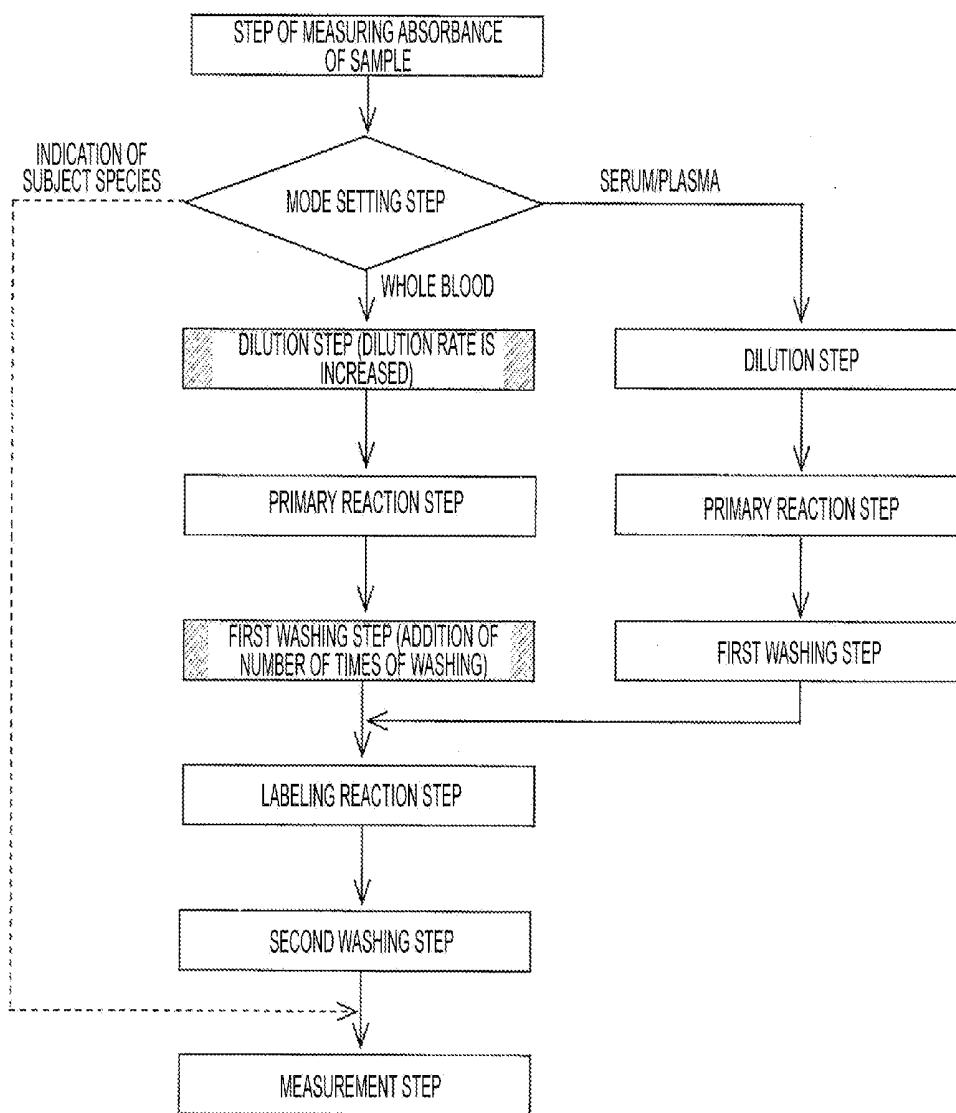 STEP OF MEASURING ABSORBANCE
OF SAMPLE
INDICATION OF
SUBJECT SPECIES
MODE SETTING STEP
SERUM/PLASMA
WHOLE BLOOD
DILUTION STEP (DILUTION RATE IS
INCREASED)
DILUTION STEP
PRIMARY REACTION STEP
PRIMARY REACTION STEP
FIRST WASHING STEP (ADDITION OF
NUMBER OF TIMES OF WASHING)
FIRST WASHING STEP
LABELING REACTION STEP
SECOND WASHING STEP
MEASUREMENT STEP